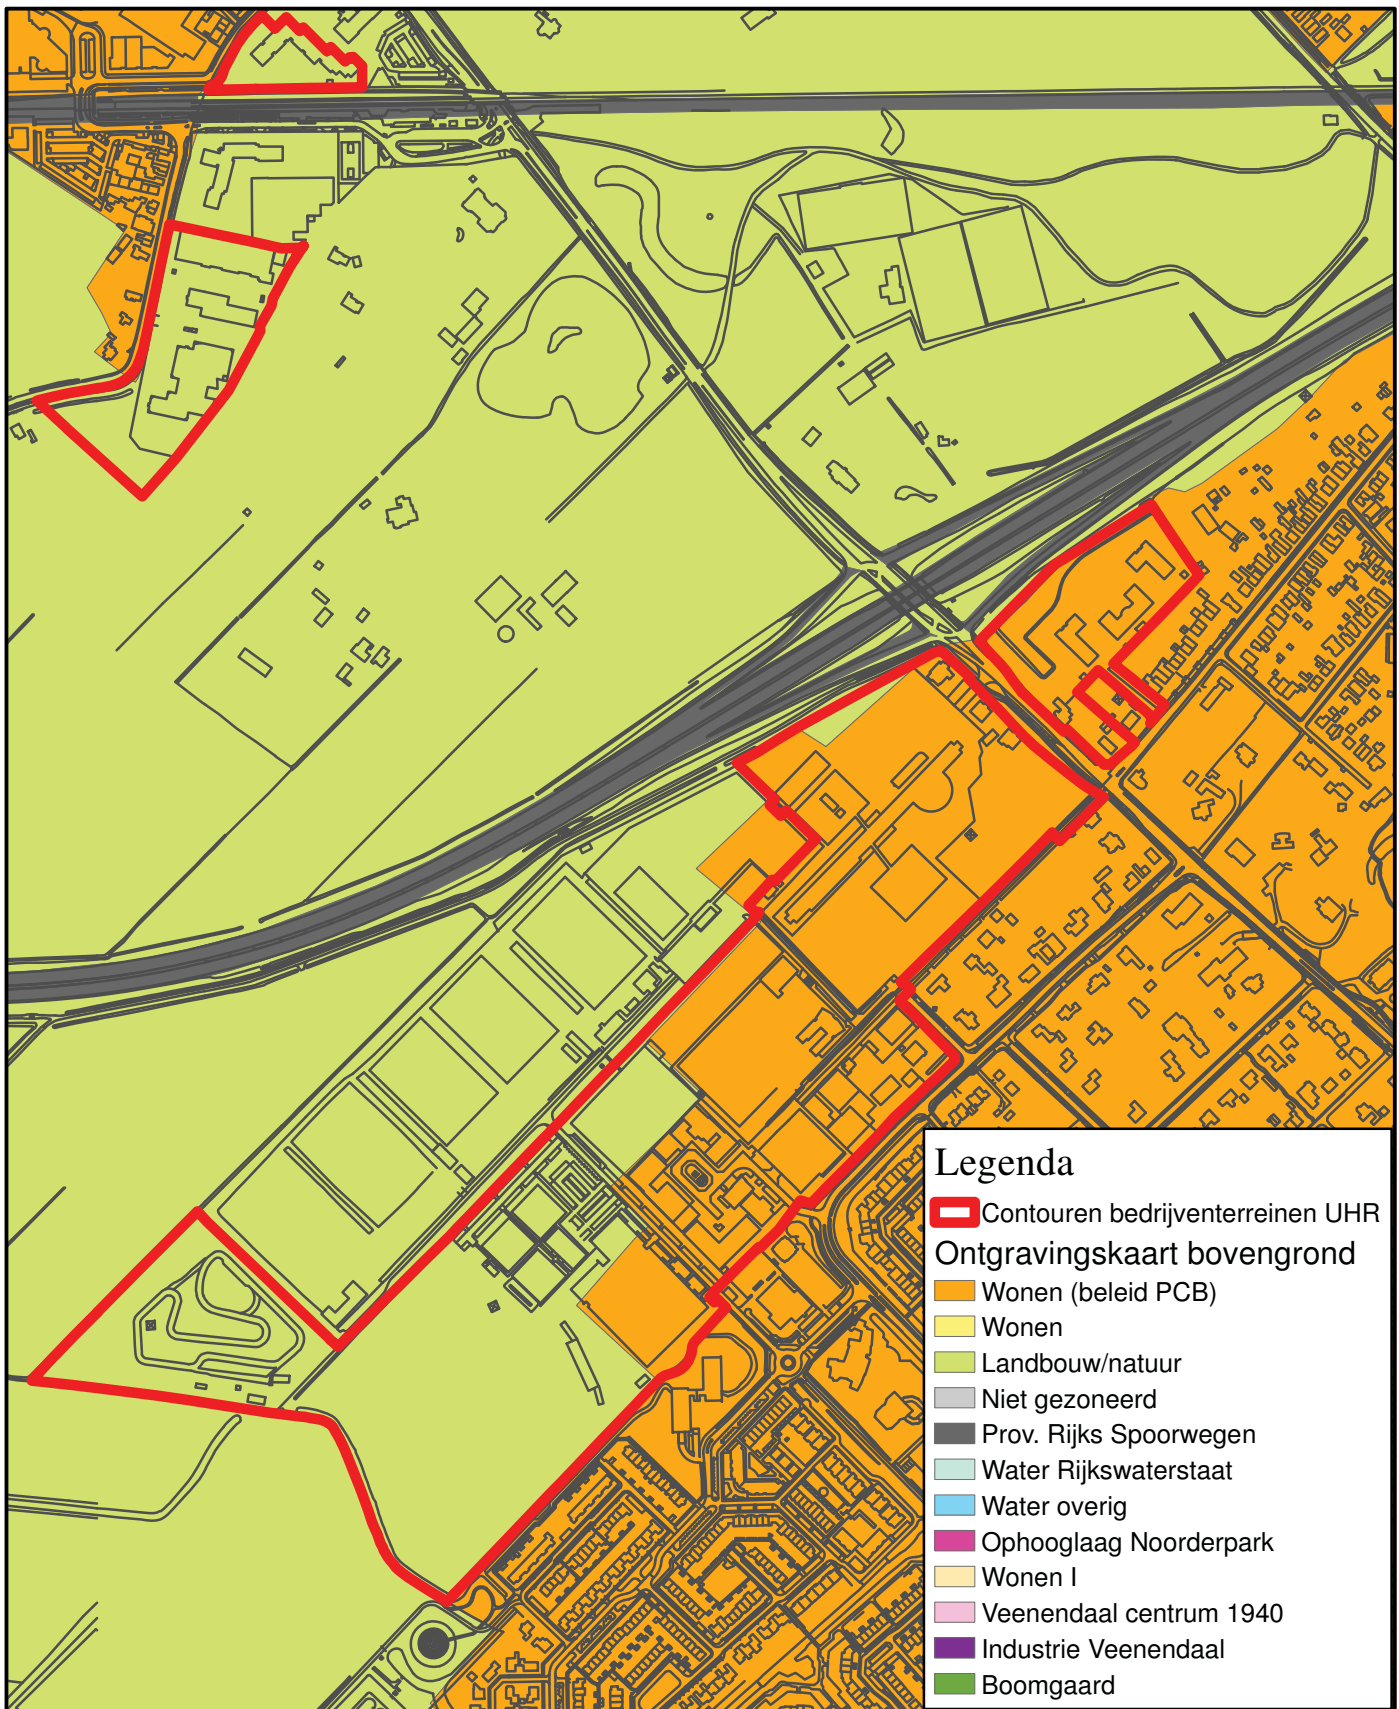 Legenda
Contouren bedrijventerreinen UHR
Ontgravingskaart bovengrond
Wonen (beleid PCB)
Wonen
Landbouw/natuur
Niet gezoneerd
Prov. Rijks Spoorwegen
Water Rijkswaterstaat
Water overig
Ophooglaag Noorderpark
Wonen I
Veenendaal centrum 1940
Industrie Veenendaal
Boomgaard